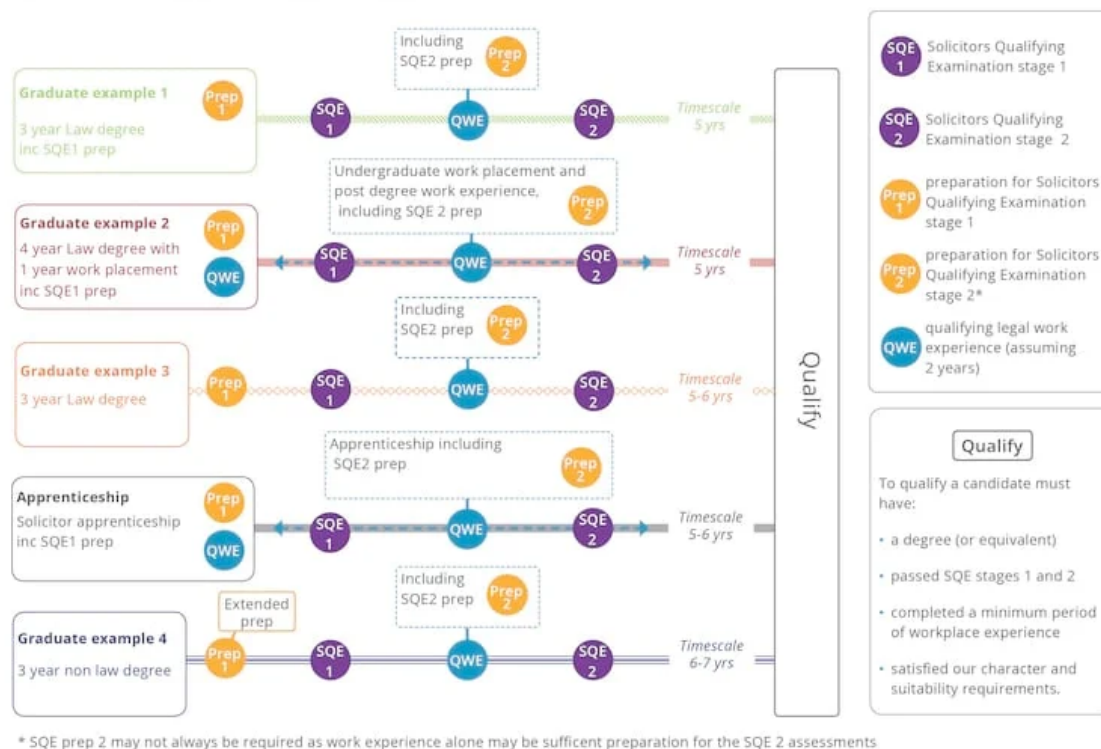 Including
SQE2 prep
Prep
2
Graduate example 1
3 year Law degree
inc SQE1 prep
Prep
1
SQE
1
QWE
SQE
2
Timescale
5 yrs
Undergraduate work placement and
post degree work experience,
including SQE 2 prep
Prep
2
Graduate example 2
4 year Law degree with
1 year work placement
inc SQE1 prep
Prep
1
QWE
SQE
1
QWE
SQE
2
Timescale
5 yrs
Including
SQE2 prep
Prep
2
Graduate example 3
3 year Law degree
Prep
1
SQE
1
QWE
SQE
2
Timescale
5-6 yrs
Apprenticeship including
SQE2 prep
Prep
2
Apprenticeship
Solicitor apprenticeship
inc SQE1 prep
Prep
1
QWE
SQE
1
QWE
SQE
2
Timescale
5-6 yrs
Including
SQE2 prep
Prep
2
Extended
prep
Graduate example 4
3 year non law degree
Prep
1
SQE
1
QWE
SQE
2
Timescale
6-7 yrs
Qualify
SQE
1
Solicitors Qualifying
Examination stage 1
SQE
2
Solicitors Qualifying
Examination stage 2
Prep
1
preparation for Solicitors
Qualifying Examination
stage 1
Prep
2
preparation for Solicitors
Qualifying Examination
stage 2*
QWE
qualifying legal work
experience (assuming
2 years)
Qualify
To qualify a candidate must
have:
• a degree (or equivalent)
• passed SQE stages 1 and 2
• completed a minimum period
of workplace experience
• satisfied our character and
suitability requirements.
* SQE prep 2 may not always be required as work experience alone may be sufficent preparation for the SQE 2 assessments